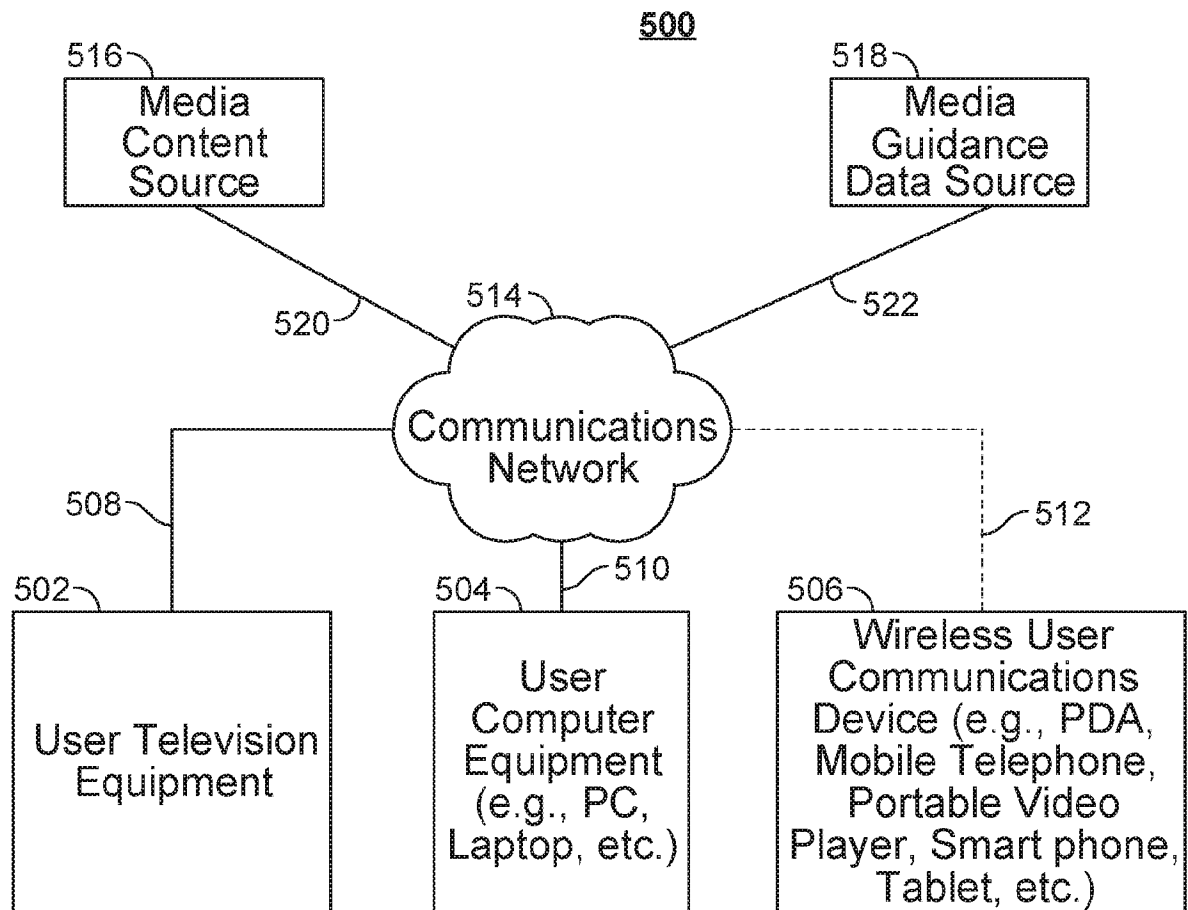 500
516
Media
Content
Source
518
Media
Guidance
Data Source
520
514
522
Communications
Network
508
512
510
502
User Television
Equipment
504
User
Computer
Equipment
(e.g., PC,
Laptop, etc.)
506
Wireless User
Communications
Device (e.g., PDA,
Mobile Telephone,
Portable Video
Player, Smart phone,
Tablet, etc.)